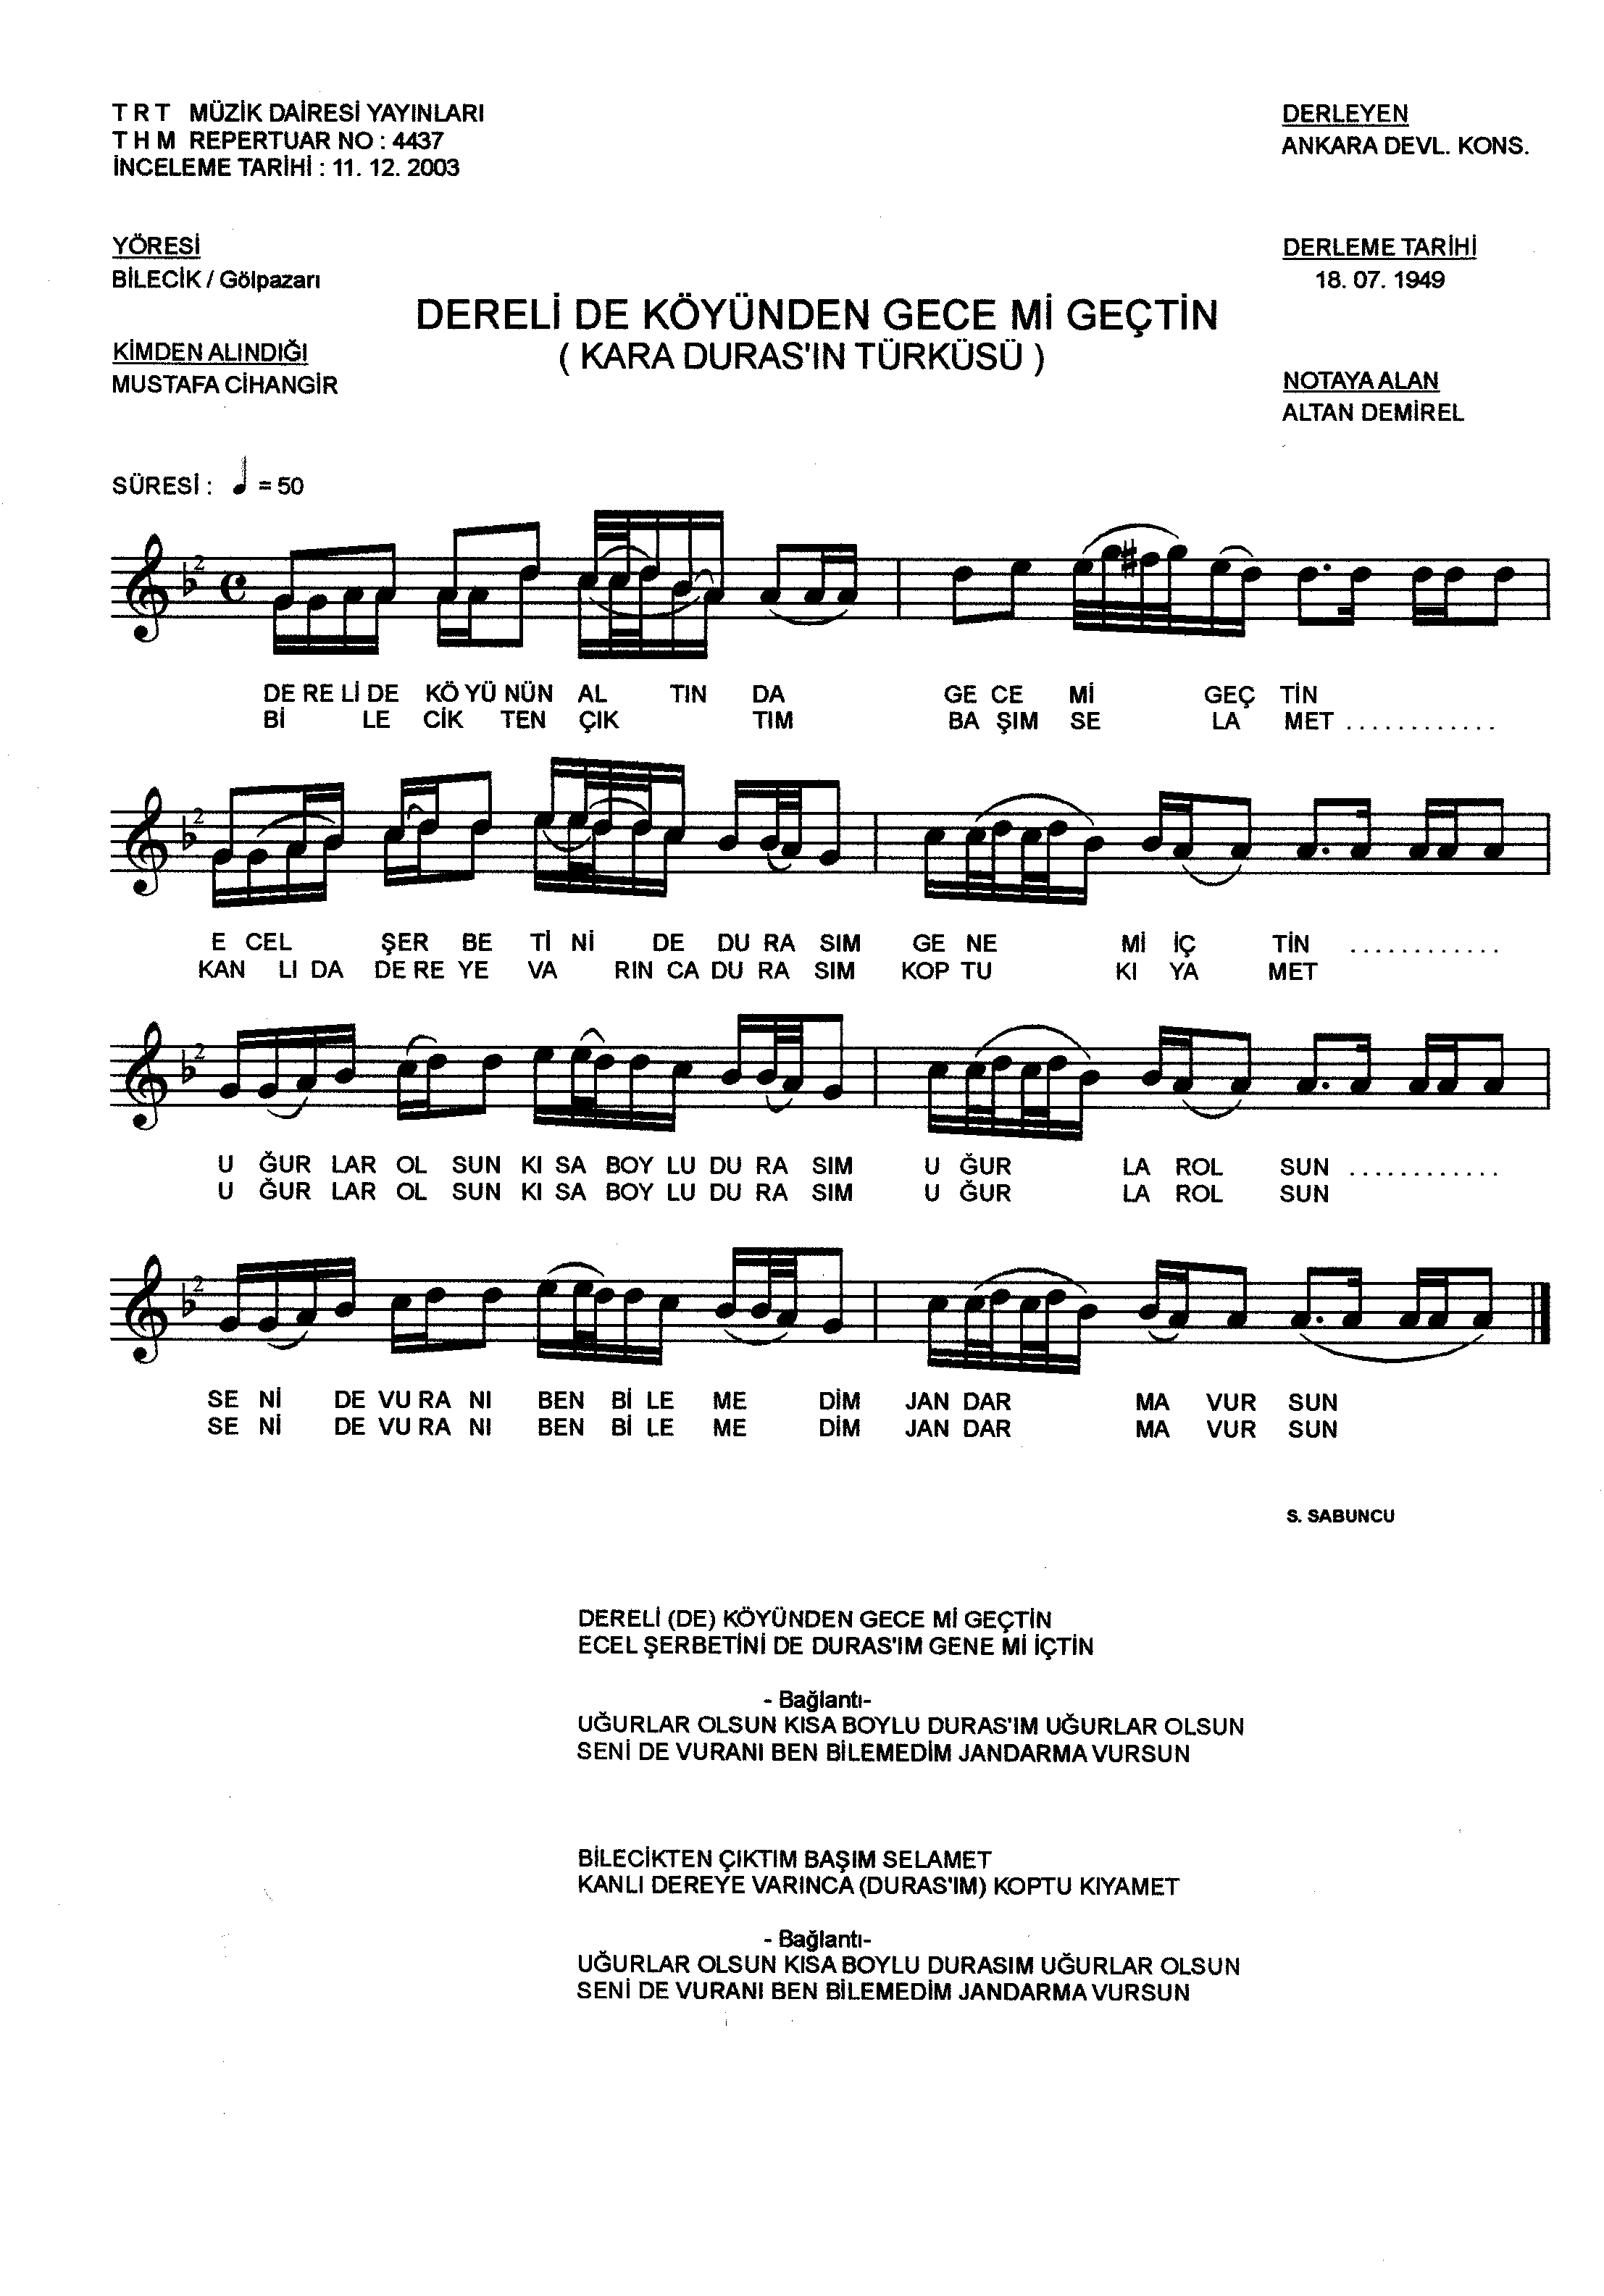 T R T MÜZİK DAİRESİ YAYINLARI
T H M REPERTUAR NO : 4437
İNCELEME TARİHİ : 11. 12. 2003
DERLEYEN
ANKARA DEVL. KONS.
YÖRESİ
BİLECİK / Gölpazarı
DERLEME TARİHİ
18. 07. 1949
DERELİ DE KÖYÜNDEN GECE Mİ GEÇTİN
( KARA DURAS'IN TÜRKÜSÜ )
KİMDEN ALINDIĞI
MUSTAFA CİHANGİR
NOTAYA ALAN
ALTAN DEMİREL
SÜRESİ : ♩ = 50
DE RE Lİ DE KÖ YÜ NÜN AL TIN DA GE CE Mİ GEÇ TİN
Bİ LE CİK TEN ÇIK TIM BA ŞIM SE LA MET ............
E CEL ŞER BE Tİ Nİ DE DU RA SIM GE NE Mİ İÇ TİN ............
KAN LI DA DE RE YE VA RIN CA DU RA SIM KOP TU KI YA MET
U ĞUR LAR OL SUN KI SA BOY LU DU RA SIM U ĞUR LA ROL SUN ............
U ĞUR LAR OL SUN KI SA BOY LU DU RA SIM U ĞUR LA ROL SUN
SE Nİ DE VU RA NI BEN Bİ LE ME DİM JAN DAR MA VUR SUN
SE Nİ DE VU RA NI BEN Bİ LE ME DİM JAN DAR MA VUR SUN
S. SABUNCU
DERELİ (DE) KÖYÜNDEN GECE Mİ GEÇTİN
ECEL ŞERBETİNİ DE DURAS'IM GENE Mİ İÇTİN
- Bağlantı-
UĞURLAR OLSUN KISA BOYLU DURAS'IM UĞURLAR OLSUN
SENİ DE VURANI BEN BİLEMEDİM JANDARMA VURSUN
BİLECİKTEN ÇIKTIM BAŞIM SELAMET
KANLI DEREYE VARINCA (DURAS'IM) KOPTU KIYAMET
- Bağlantı-
UĞURLAR OLSUN KISA BOYLU DURASIM UĞURLAR OLSUN
SENİ DE VURANI BEN BİLEMEDİM JANDARMA VURSUN